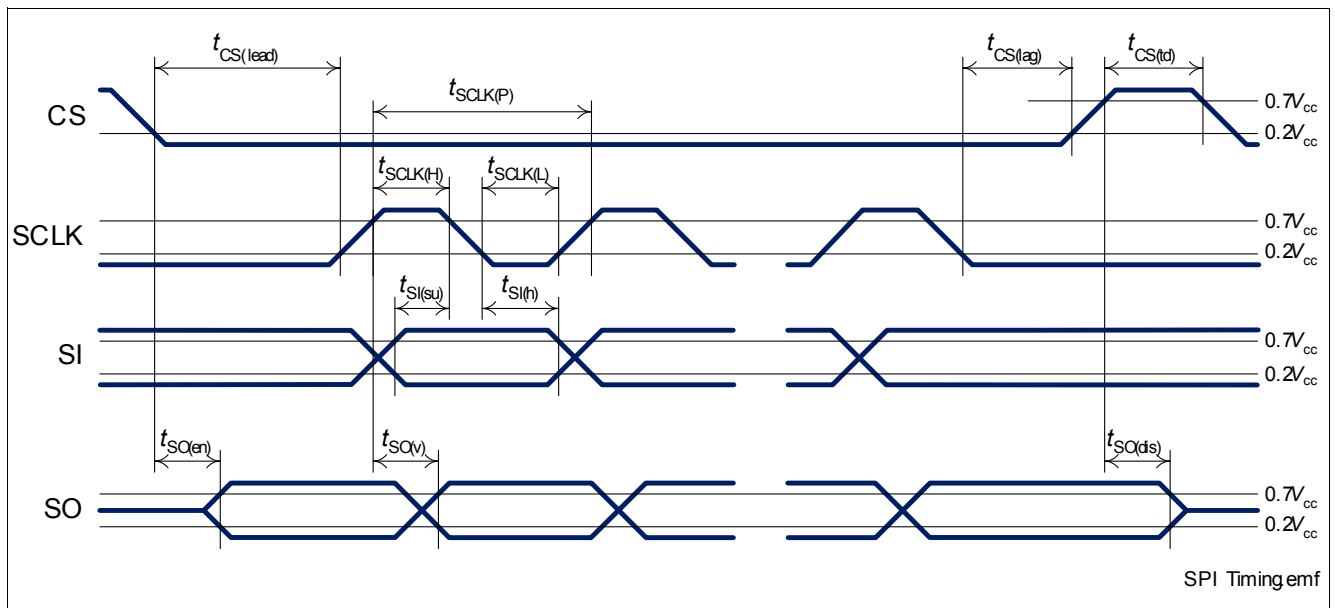 tCS(lead)
tCS(lag)
tCS(td)
tSCLK(P)
CS
0.7Vcc
0.2Vcc
tSCLK(H)
tSCLK(L)
SCLK
0.7Vcc
0.2Vcc
tSI(su)
tSI(h)
SI
0.7Vcc
0.2Vcc
tSO(en)
tSO(v)
tSO(dis)
SO
0.7Vcc
0.2Vcc
SPI Timing.emf